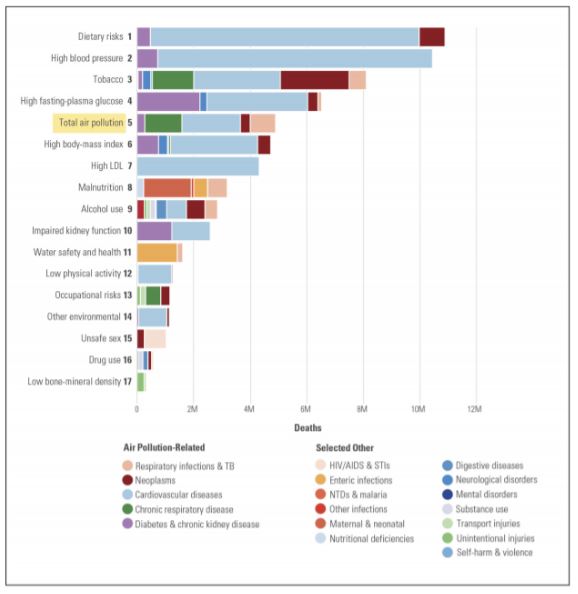 Dietary risks 1
High blood pressure 2
Tobacco 3
High fasting-plasma glucose 4
Total air pollution 5
High body-mass index 6
High LDL 7
Malnutrition 8
Alcohol use 9
Impaired kidney function 10
Water safety and health 11
Low physical activity 12
Occupational risks 13
Other environmental 14
Unsafe sex 15
Drug use 16
Low bone-mineral density 17
0 2M 4M 6M 8M 10M 12M
Deaths
Air Pollution-Related
Respiratory infections & TB
Neoplasms
Cardiovascular diseases
Chronic respiratory disease
Diabetes & chronic kidney disease
Selected Other
HIV/AIDS & STIs
Enteric infections
NTDs & malaria
Other infections
Maternal & neonatal
Nutritional deficiencies
Digestive diseases
Neurological disorders
Mental disorders
Substance use
Transport injuries
Unintentional injuries
Self-harm & violence